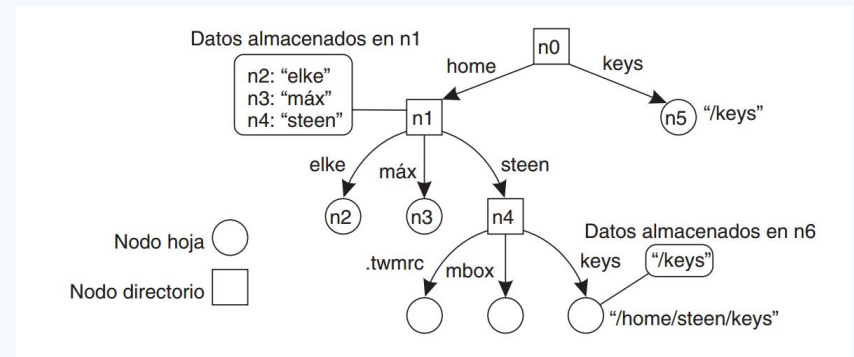 Datos almacenados en n1
n0
home
keys
n2: “elke”
n3: “máx”
n4: “steen”
n1
n5
“/keys”
elke
máx
steen
n2
n3
n4
Datos almacenados en n6
Nodo hoja
.twmrc
mbox
keys
“/keys”
Nodo directorio
“/home/steen/keys”